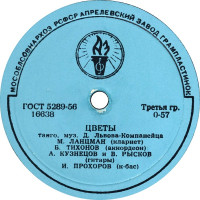 МОСОБЛСОВНАРХОЗ РСФСР АПРЕЛЕВСКИЙ ЗАВОД ГРАМПЛАСТИНОК
ГОСТ 5289-56
16638
Третья гр.
0-57
ЦВЕТЫ
танго, муз. Д. Львова-Компанейца
М. ЛАНЦМАН (кларнет)
Б. ТИХОНОВ (аккордеон)
А. КУЗНЕЦОВ и В. РЫСКОВ
(гитары)
И. ПРОХОРОВ (к-бас)